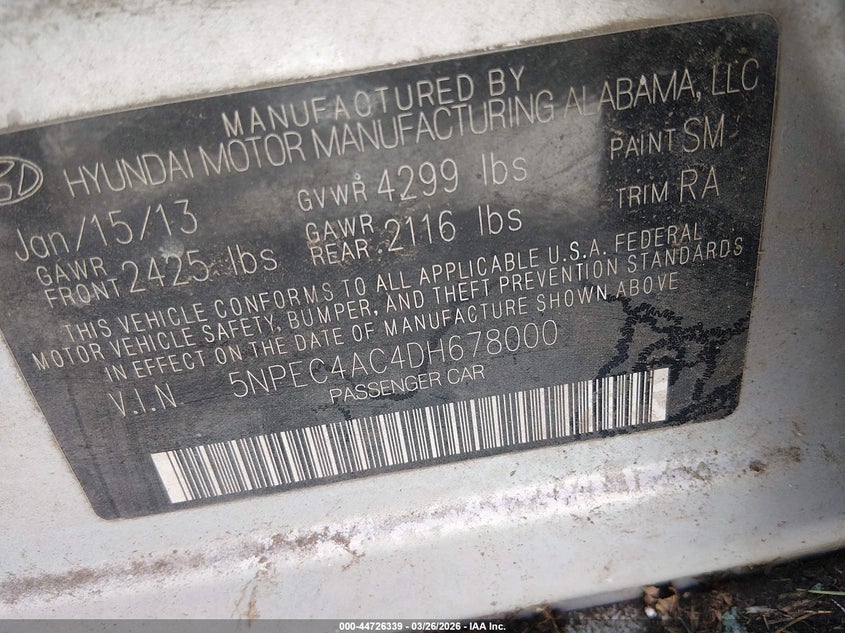 MANUFACTURED BY
HYUNDAI MOTOR MANUFACTURING ALABAMA, LLC
Jan/15/13 GVWR 4299 lbs PAINT SM
GAWR FRONT 2425 lbs GAWR REAR 2116 lbs TRIM RA
THIS VEHICLE CONFORMS TO ALL APPLICABLE U.S.A. FEDERAL
MOTOR VEHICLE SAFETY, BUMPER, AND THEFT PREVENTION STANDARDS
IN EFFECT ON THE DATE OF MANUFACTURE SHOWN ABOVE
V.I.N 5NPEC4AC4DH678000
PASSENGER CAR
000-44726339 - 03/26/2026 - IAA Inc.